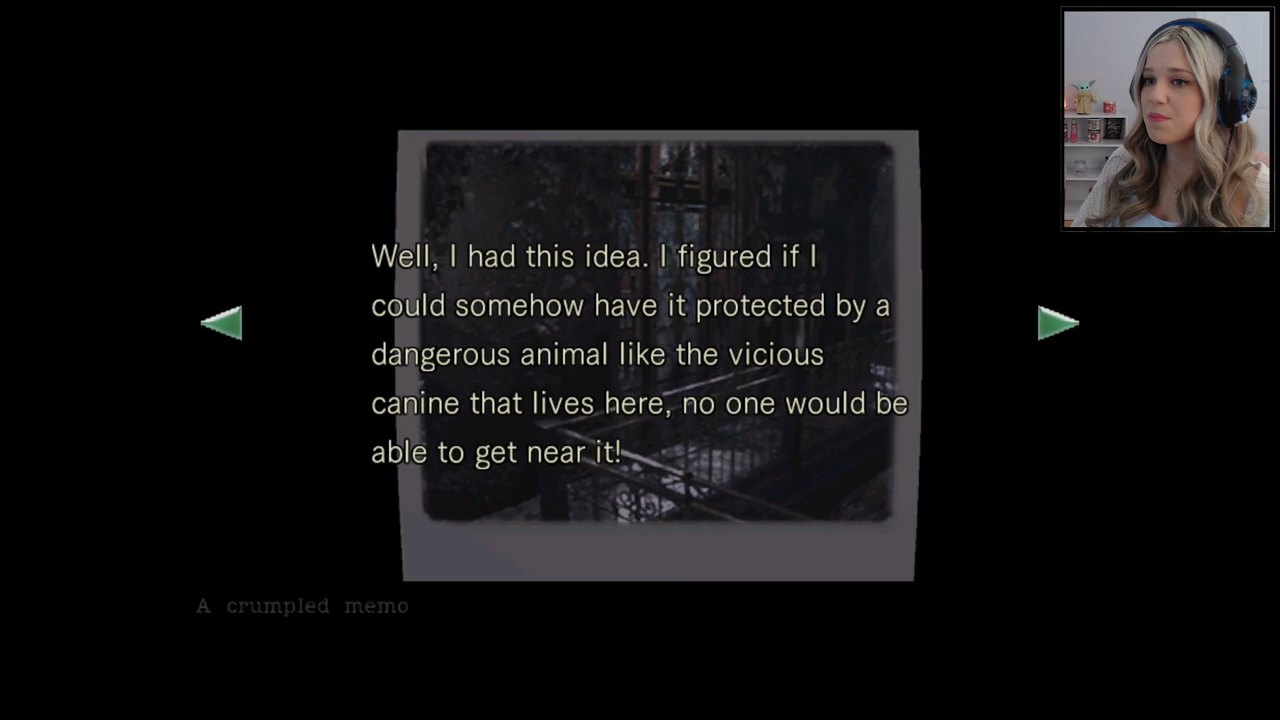 Well, I had this idea. I figured if I
could somehow have it protected by a
dangerous animal like the vicious
canine that lives here, no one would be
able to get near it!
A crumpled memo